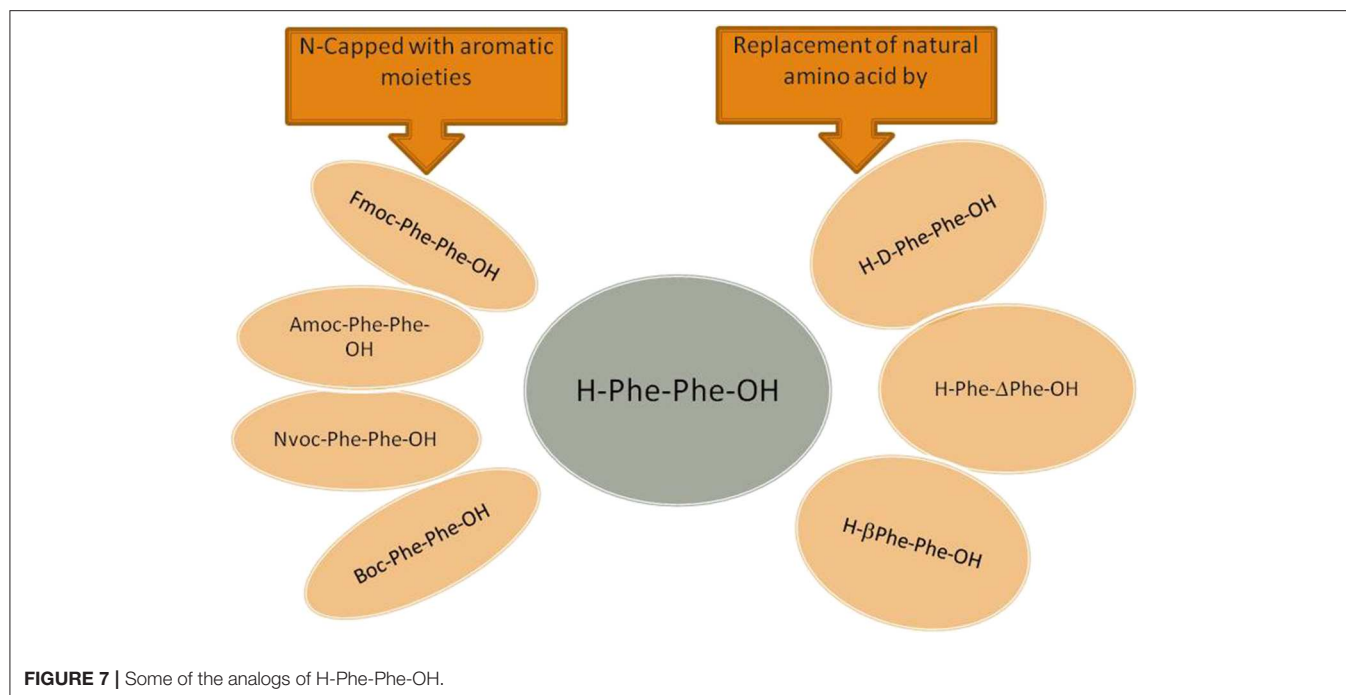 N-Capped with aromatic
moieties
Replacement of natural
amino acid by
Fmoc-Phe-Phe-OH
Amoc-Phe-Phe-
OH
Nvoc-Phe-Phe-OH
Boc-Phe-Phe-OH
H-Phe-Phe-OH
H-D-Phe-Phe-OH
H-Phe-ΔPhe-OH
H-βPhe-Phe-OH
FIGURE 7 | Some of the analogs of H-Phe-Phe-OH.